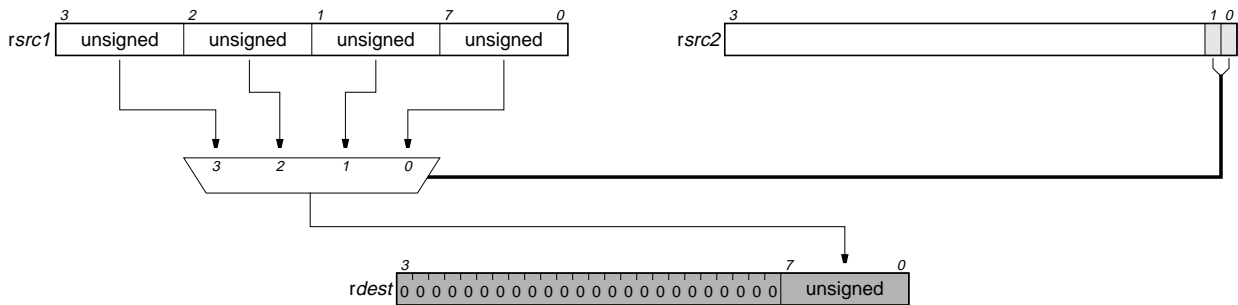 3 2 1 7 0 3 1 0
rsrc1 unsigned unsigned unsigned unsigned rsrc2
3 2 1 0
3 7 0
rdest 0 0 0 0 0 0 0 0 0 0 0 0 0 0 0 0 0 0 0 0 0 0 0 0 unsigned